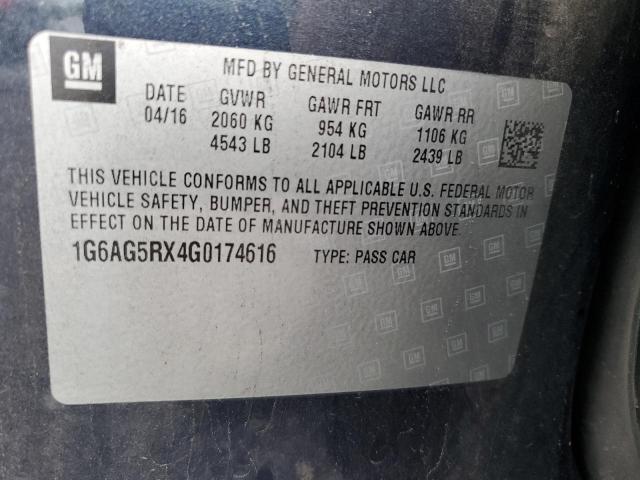 GM
MFD BY GENERAL MOTORS LLC
DATE GVWR GAWR FRT GAWR RR
04/16 2060 KG 954 KG 1106 KG
4543 LB 2104 LB 2439 LB
THIS VEHICLE CONFORMS TO ALL APPLICABLE U.S. FEDERAL MOTOR
VEHICLE SAFETY, BUMPER, AND THEFT PREVENTION STANDARDS IN
EFFECT ON THE DATE OF MANUFACTURE SHOWN ABOVE.
1G6AG5RX4G0174616 TYPE: PASS CAR